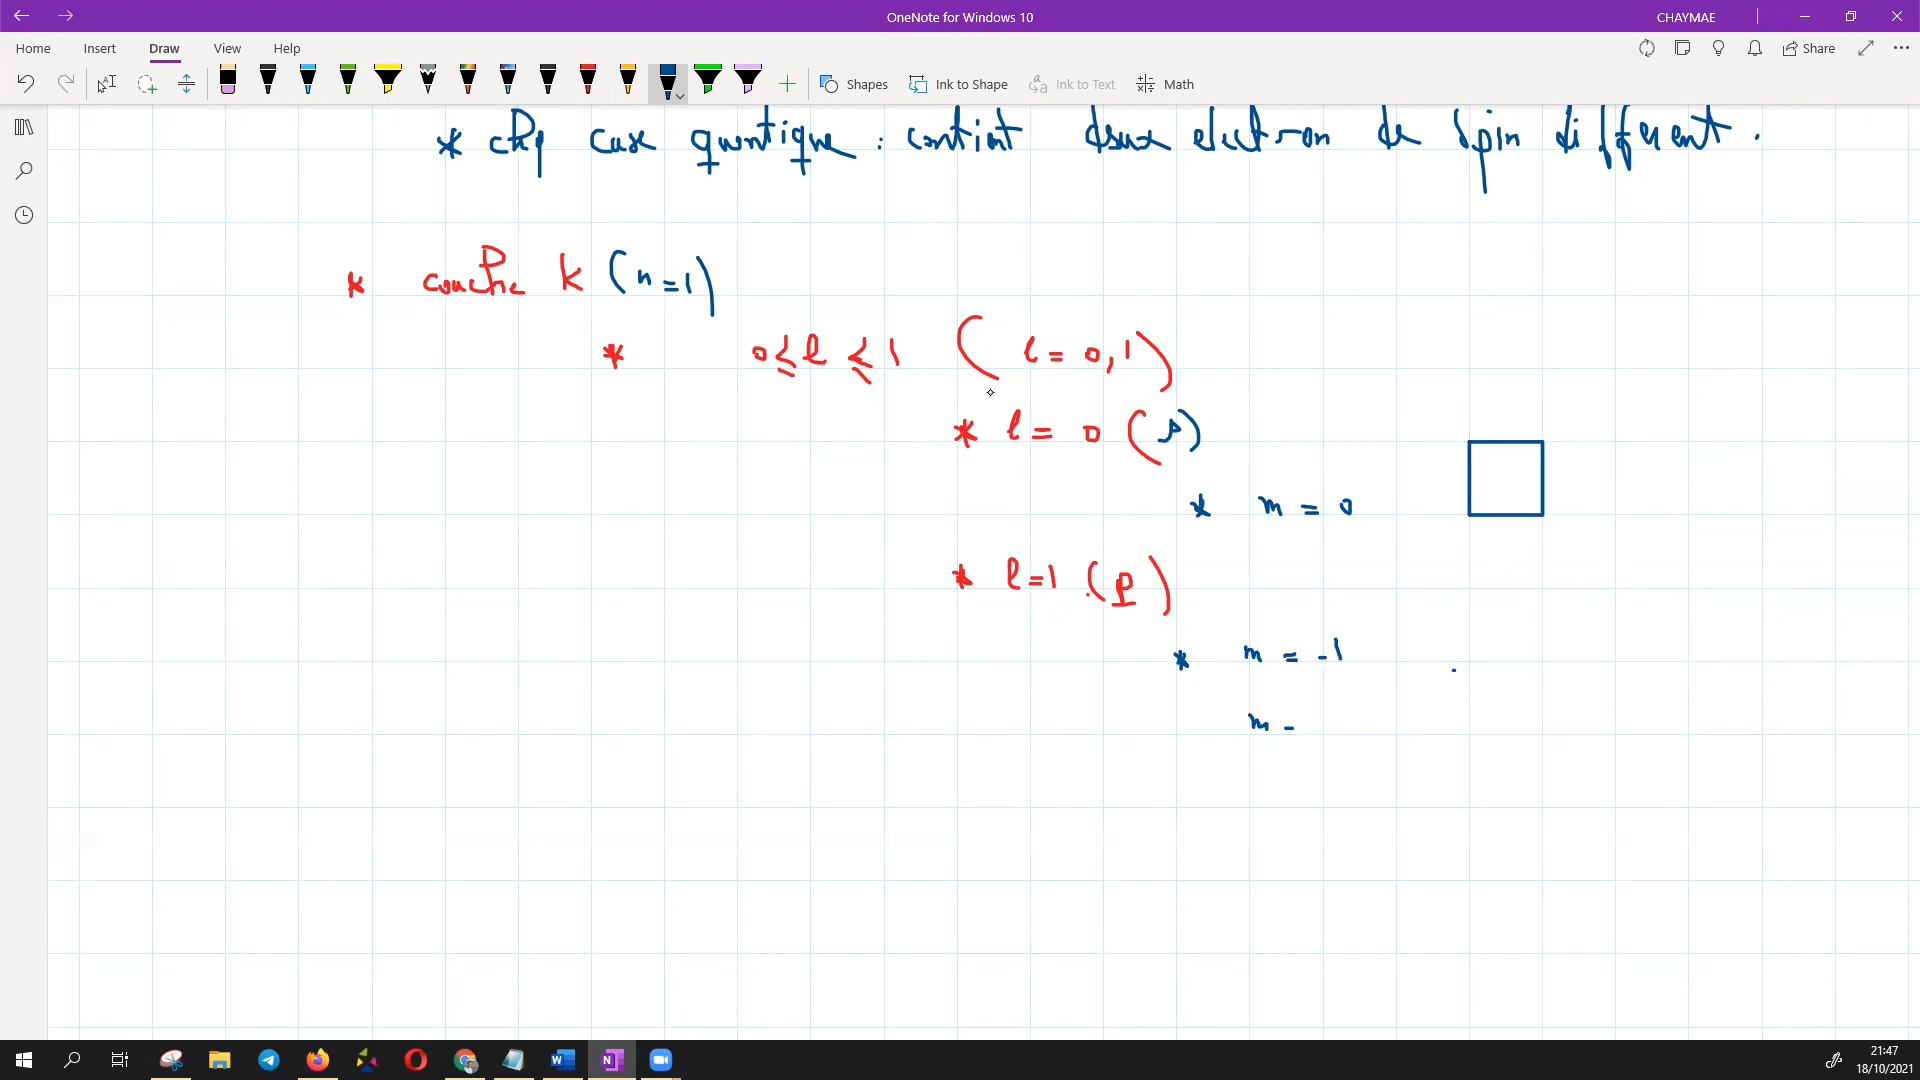 OneNote for Windows 10
CHAYMAE
Home Insert Draw View Help
Share
Shapes Ink to Shape Ink to Text Math
* chq case quantique : contient deux electron de spin different .
* couche k (n=1)
* 0 ≤ l ≤ 1 ( l = 0,1 )
* l = 0 (s)
* m = 0
* l=1 (p)
* m = -1
m -
21:47
18/10/2021